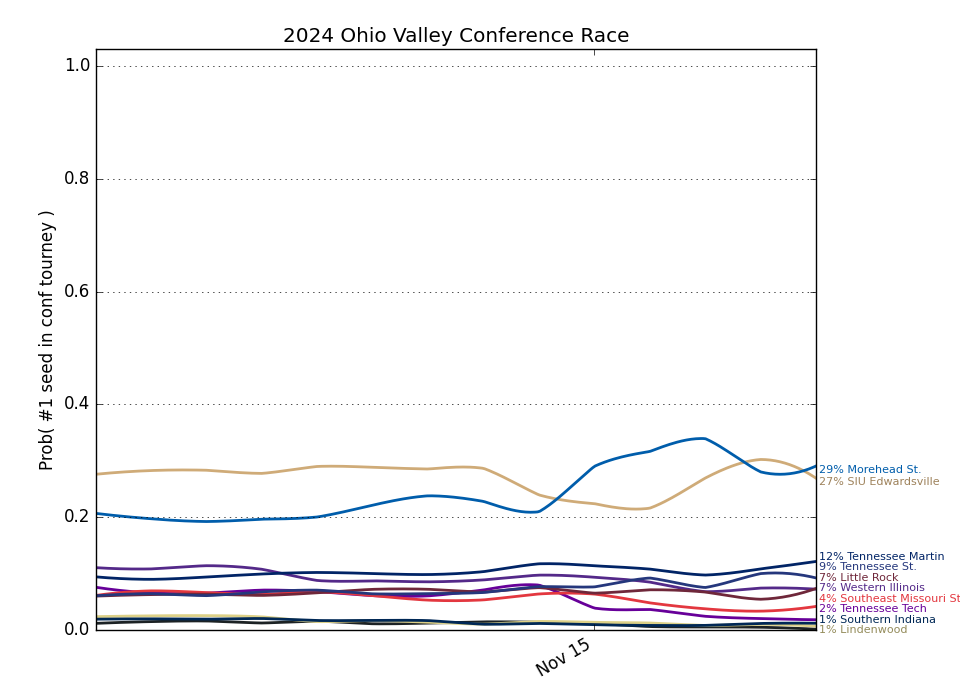 2024 Ohio Valley Conference Race
Prob( #1 seed in conf tourney )
1.0
0.8
0.6
0.4
0.2
0.0
Nov 15
29% Morehead St.
27% SIU Edwardsville
12% Tennessee Martin
9% Tennessee St.
7% Little Rock
7% Western Illinois
4% Southeast Missouri St
2% Tennessee Tech
1% Southern Indiana
1% Lindenwood